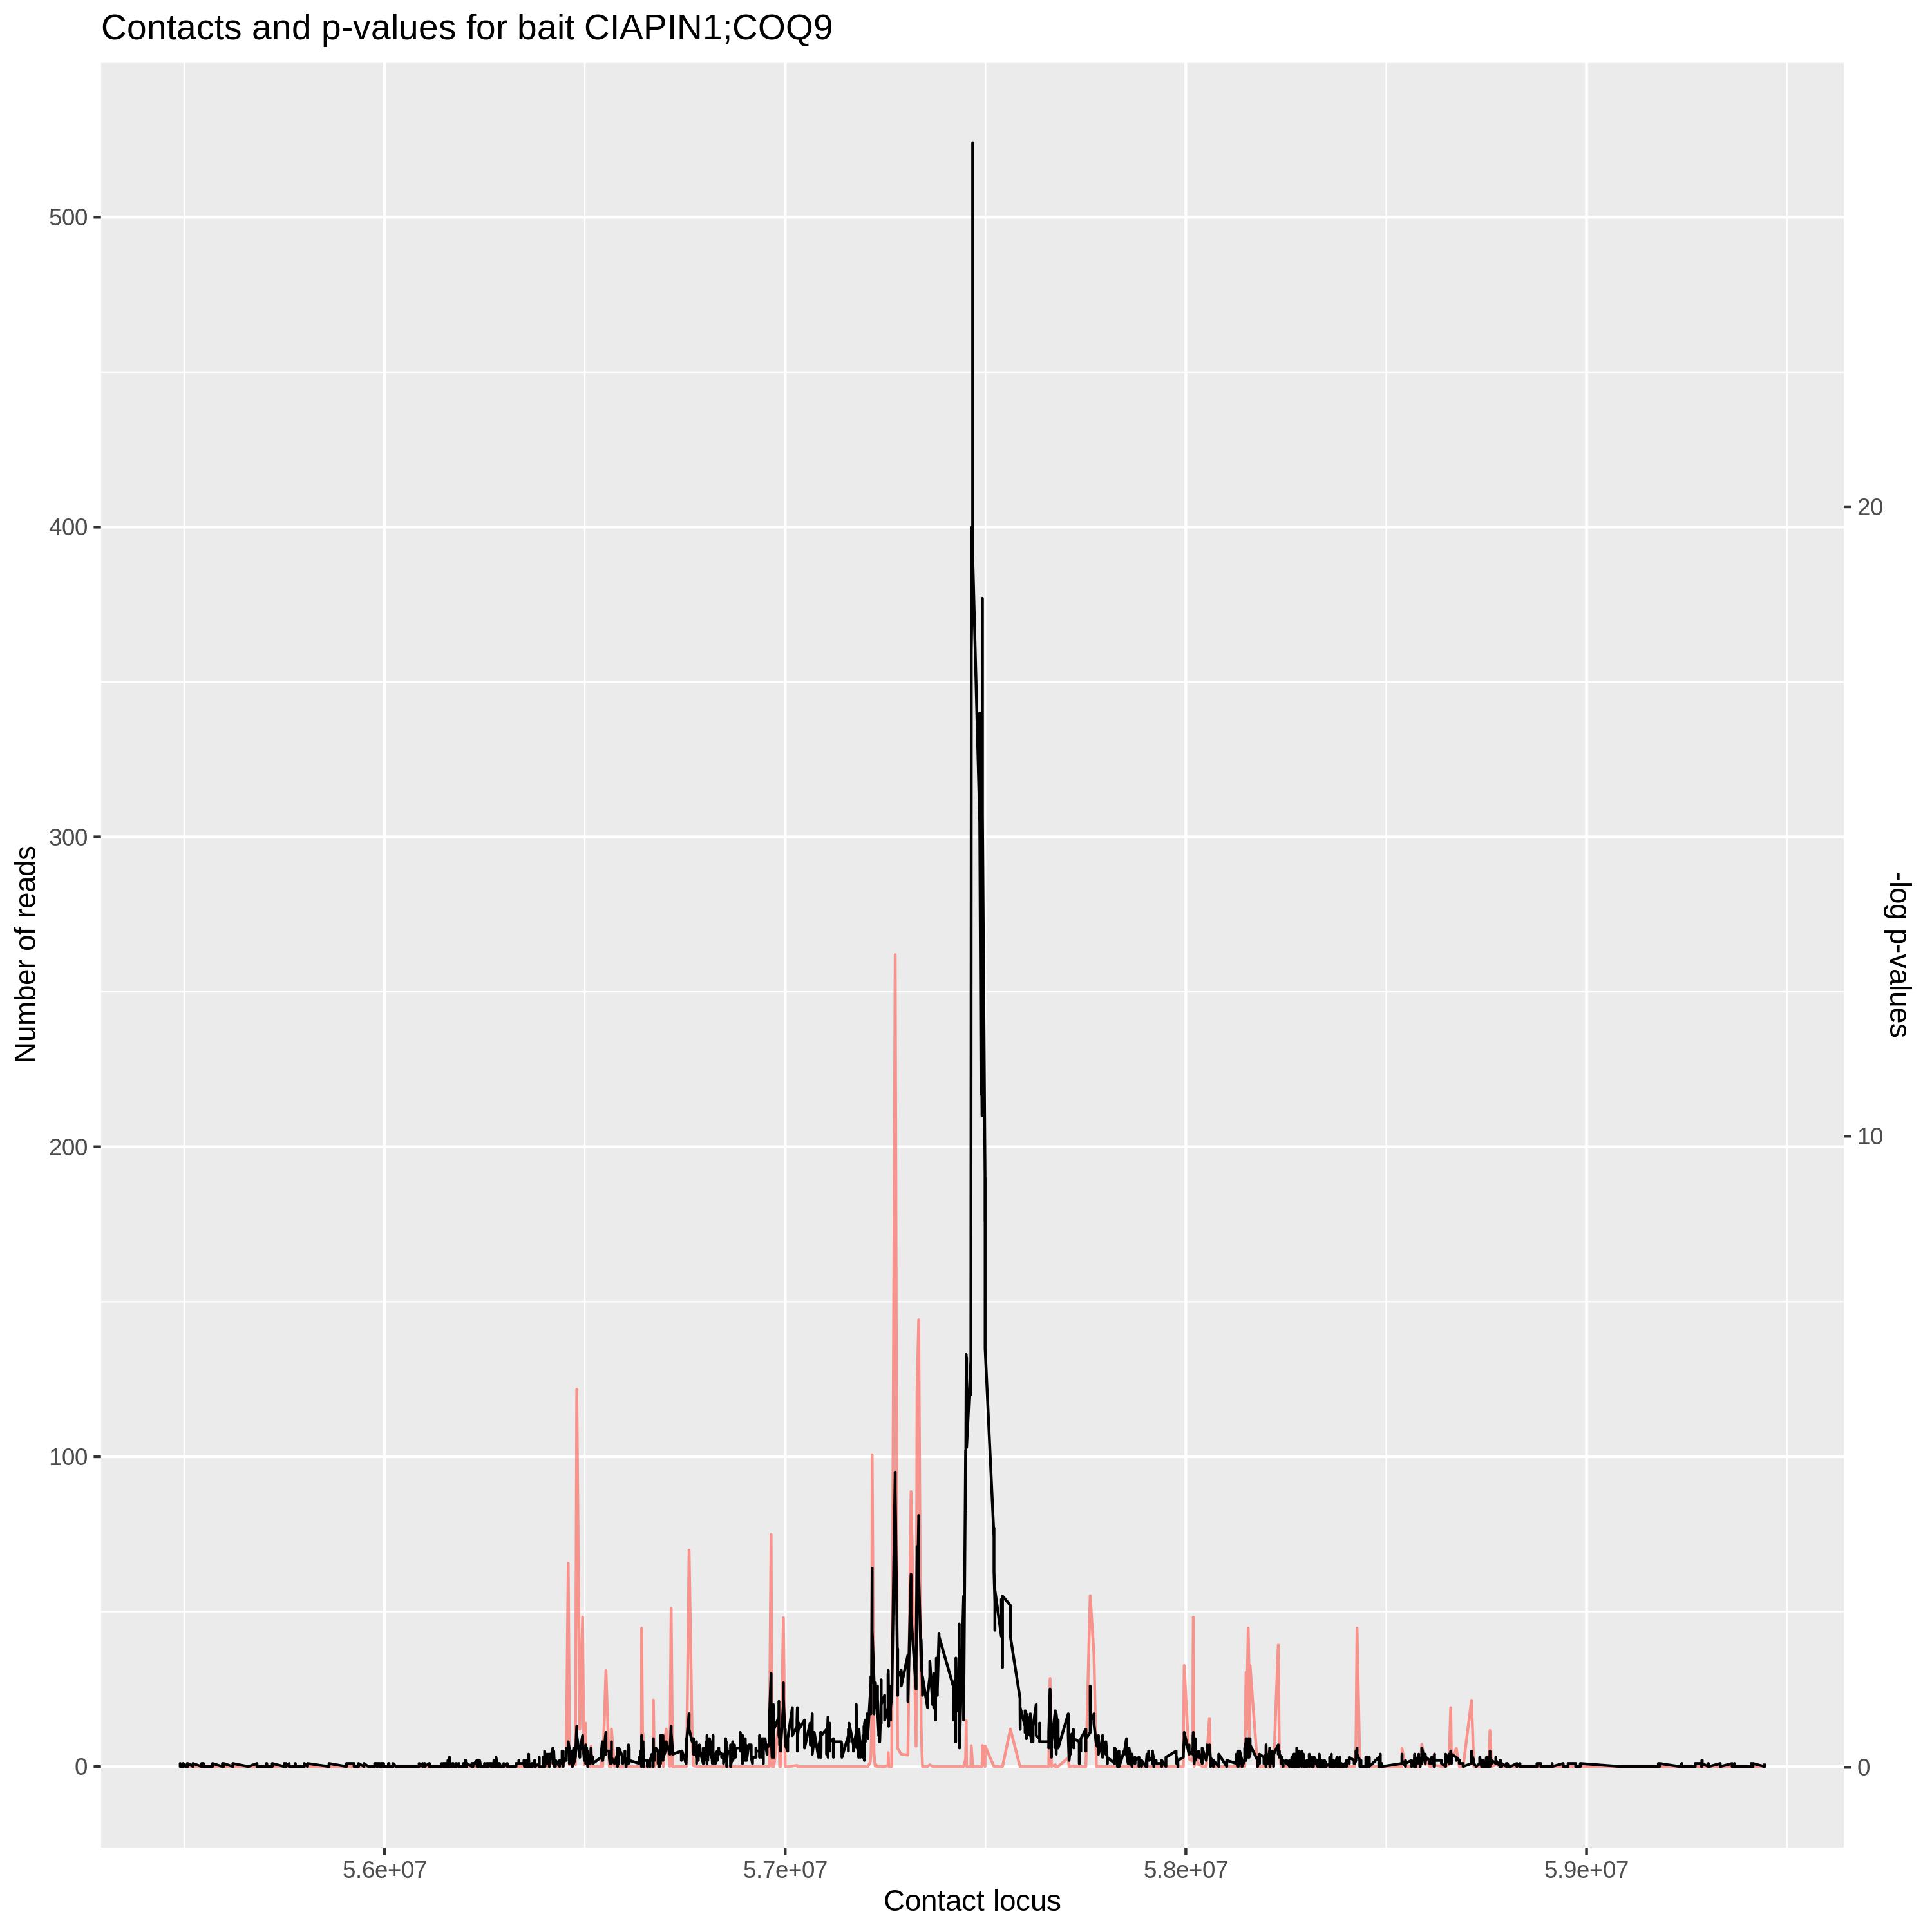 Contacts and p-values for bait CIAPIN1;COQ9
500
400
300
200
100
0
Number of reads
20
10
0
-log p-values
5.6e+07
5.7e+07
5.8e+07
5.9e+07
Contact locus